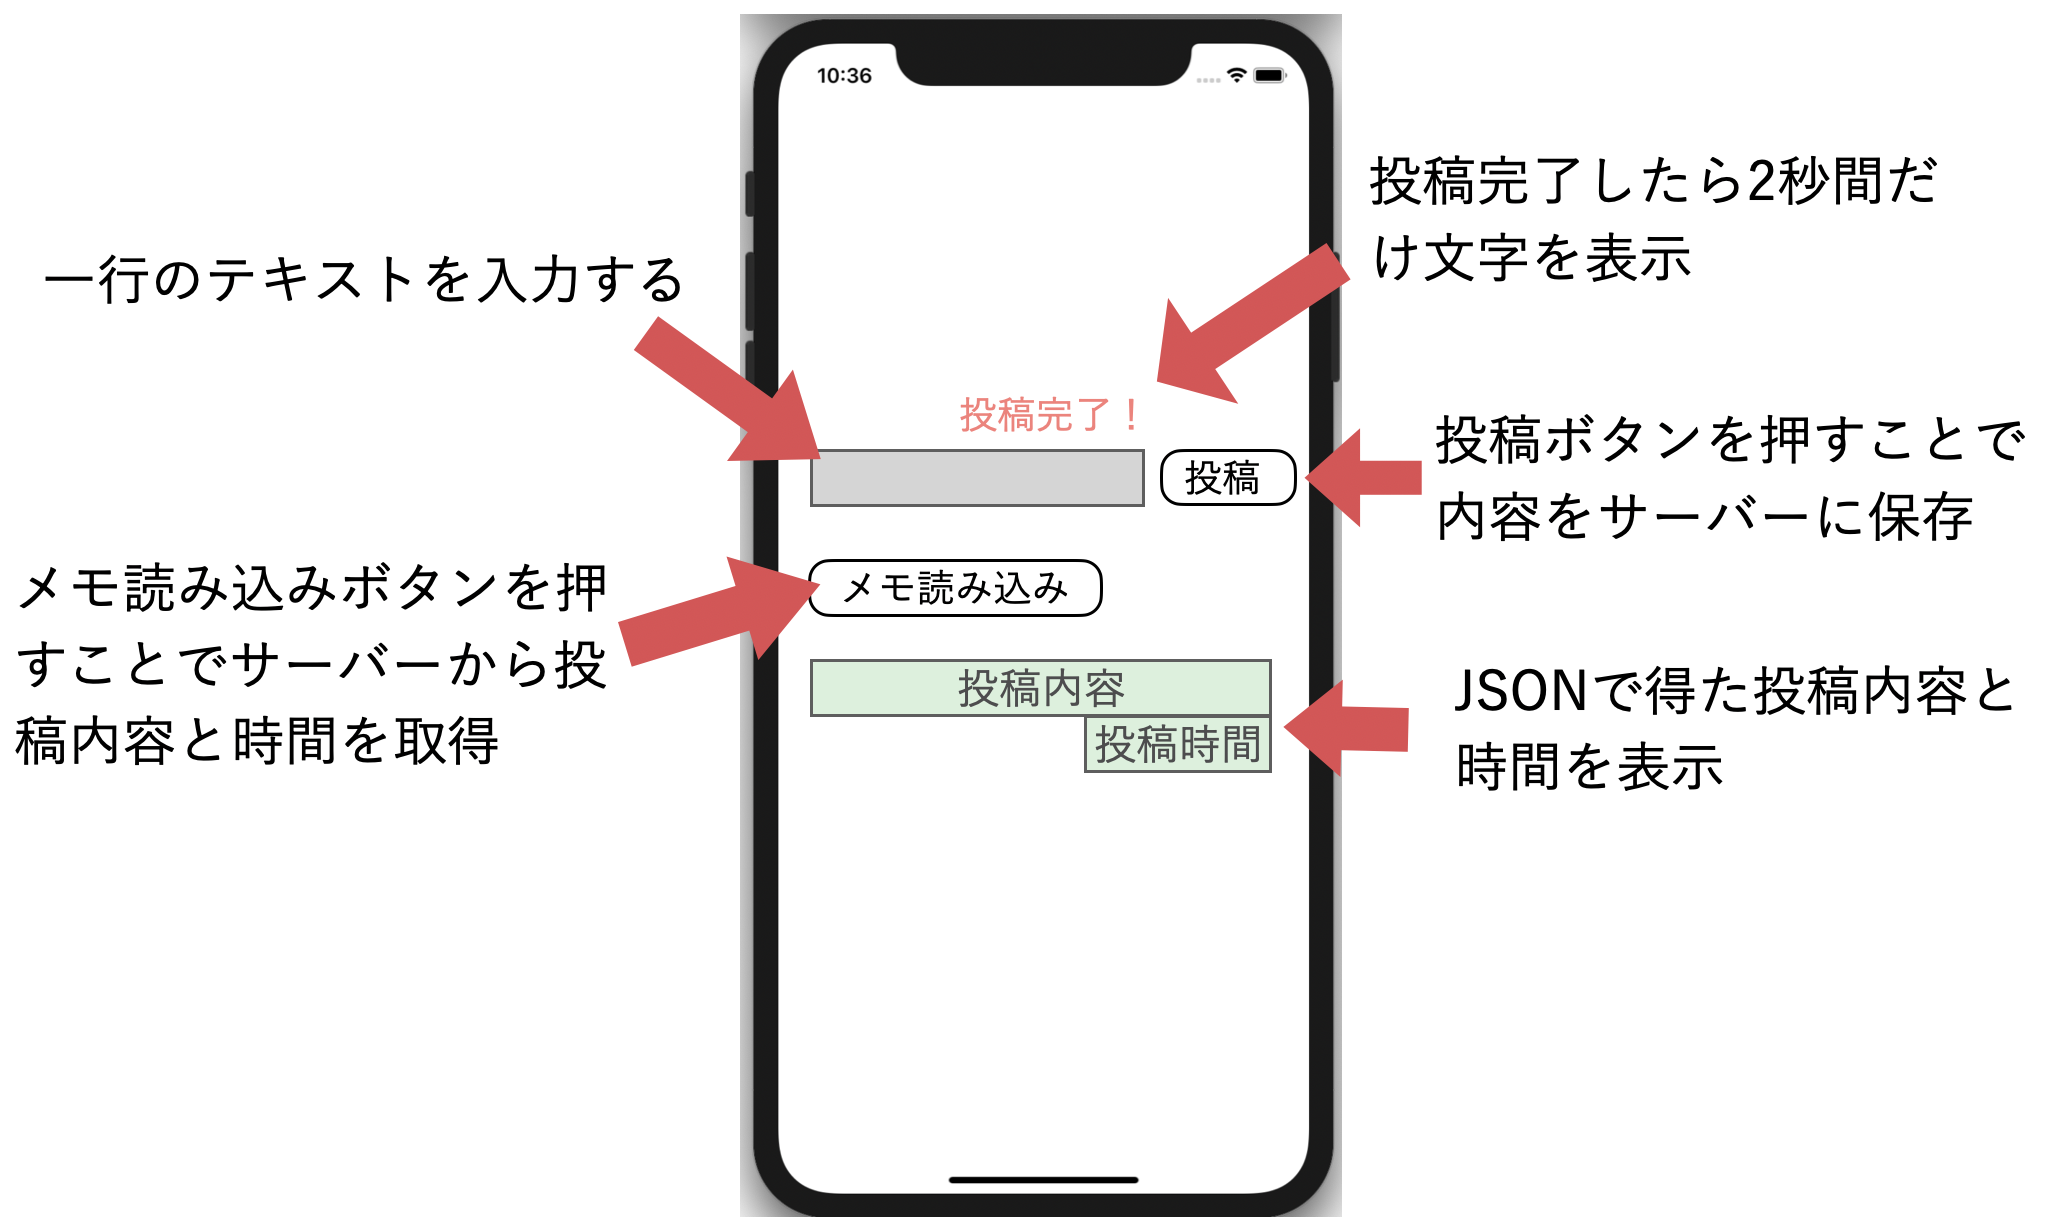 10:36
投稿完了したら2秒間だ
け文字を表示
一行のテキストを入力する
投稿完了！
投稿
投稿ボタンを押すことで
内容をサーバーに保存
メモ読み込み
メモ読み込みボタンを押
すことでサーバーから投
稿内容と時間を取得
投稿内容
投稿時間
JSONで得た投稿内容と
時間を表示